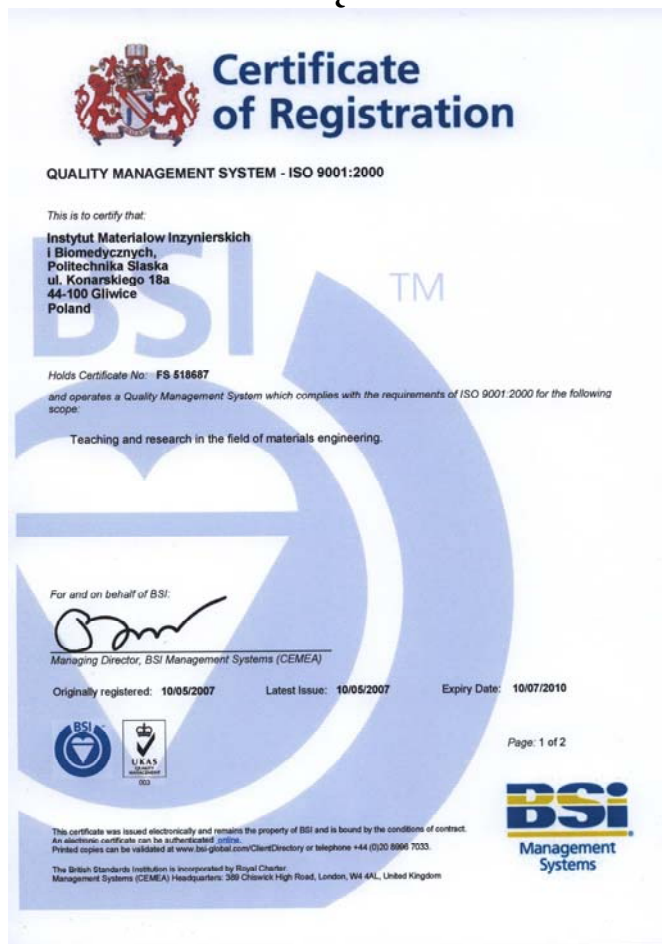 Certificate
of Registration
QUALITY MANAGEMENT SYSTEM - ISO 9001:2000
This is to certify that:
Instytut Materialow Inzynierskich
i Biomedycznych,
Politechnika Slaska
ul. Konarskiego 18a
44-100 Gliwice
Poland
BSI TM
Holds Certificate No: FS 518687
and operates a Quality Management System which complies with the requirements of ISO 9001:2000 for the following
scope:
Teaching and research in the field of materials engineering.
For and on behalf of BSI:
Managing Director, BSI Management Systems (CEMEA)
Originally registered: 10/05/2007 Latest Issue: 10/05/2007 Expiry Date: 10/07/2010
BSI
UKAS
QUALITY
MANAGEMENT
003
Page: 1 of 2
BSi
Management
Systems
This certificate was issued electronically and remains the property of BSI and is bound by the conditions of contract.
An electronic certificate can be authenticated online.
Printed copies can be validated at www.bsi-global.com/ClientDirectory or telephone +44 (0)20 8996 7033.
The British Standards Institution is incorporated by Royal Charter.
Management Systems (CEMEA) Headquarters: 389 Chiswick High Road, London, W4 4AL, United Kingdom